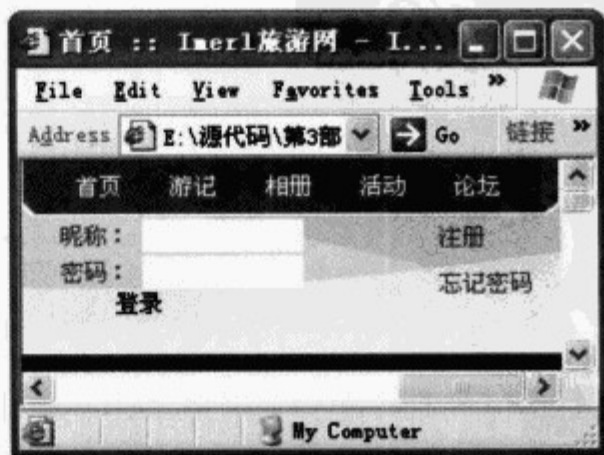 首页 :: Imerl旅游网 - I...
File Edit View Favorites Tools »
Address E:\源代码\第3部 Go 链接 »
首页 游记 相册 活动 论坛
昵称： 注册
密码： 忘记密码
登录
My Computer